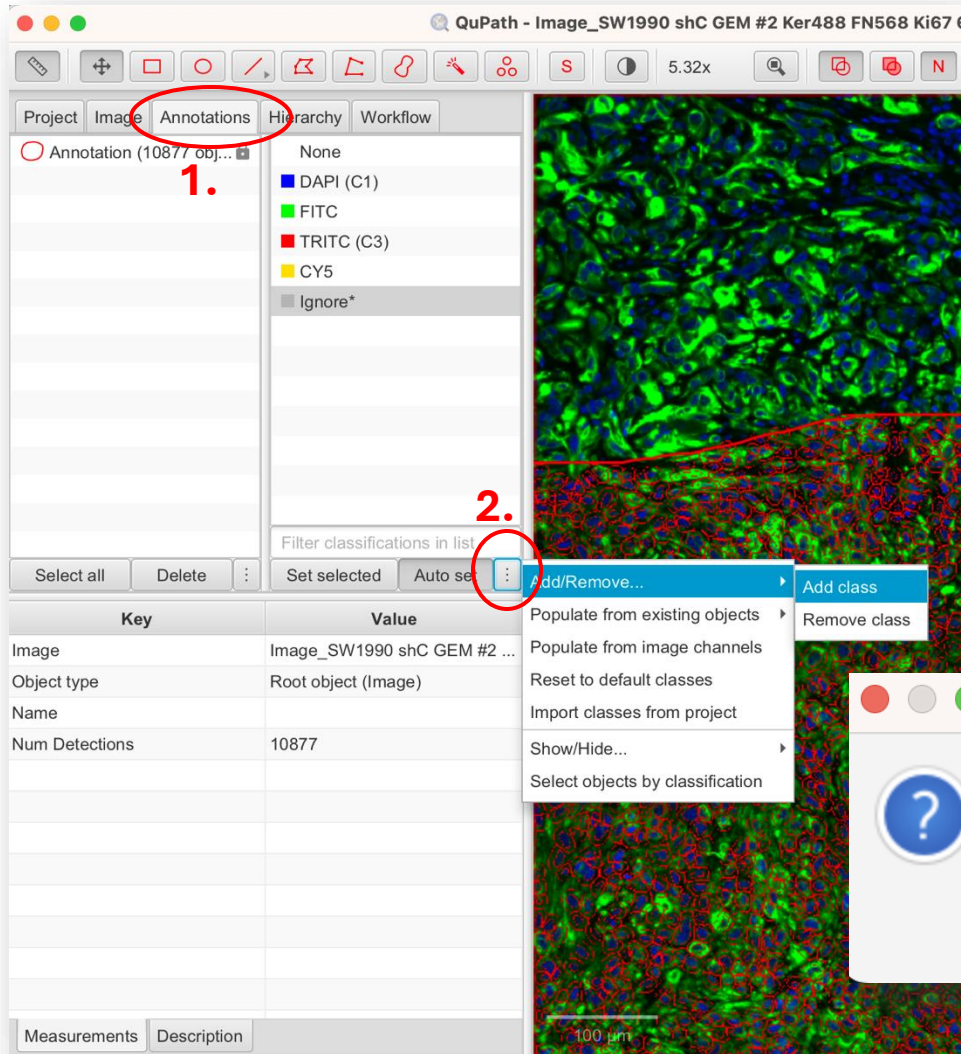 QuPath - Image_SW1990 shC GEM #2 Ker488 FN568 Ki67 6
S
5.32x
N
Project Image Annotations Hierarchy Workflow
Annotation (10877 obj...
1.
None
DAPI (C1)
FITC
TRITC (C3)
CY5
Ignore*
2.
Filter classifications in list
Select all Delete Set selected Auto set
Add/Remove...
Add class
Populate from existing objects
Remove class
Populate from image channels
Reset to default classes
Import classes from project
Show/Hide...
Select objects by classification
Key Value
Image Image_SW1990 shC GEM #2 ...
Object type Root object (Image)
Name
Num Detections 10877
?
Measurements Description
100 µm